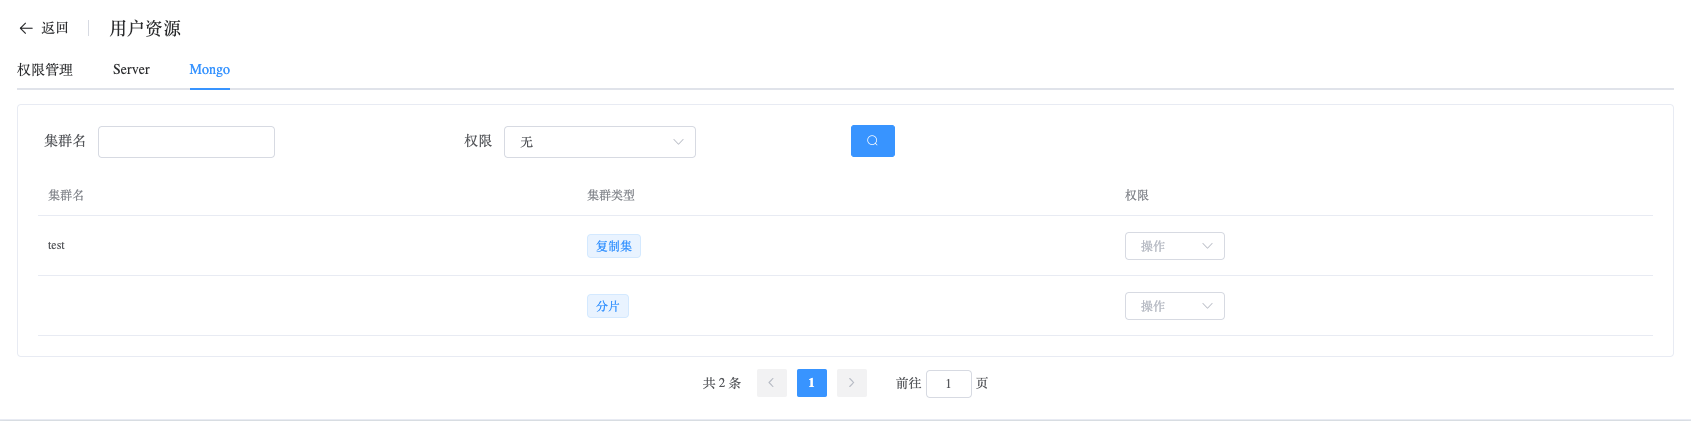 返回 用户资源
权限管理 Server Mongo
集群名 权限 无
集群名 集群类型 权限
test 复制集 操作
分片 操作
共 2 条 1 前往 1 页